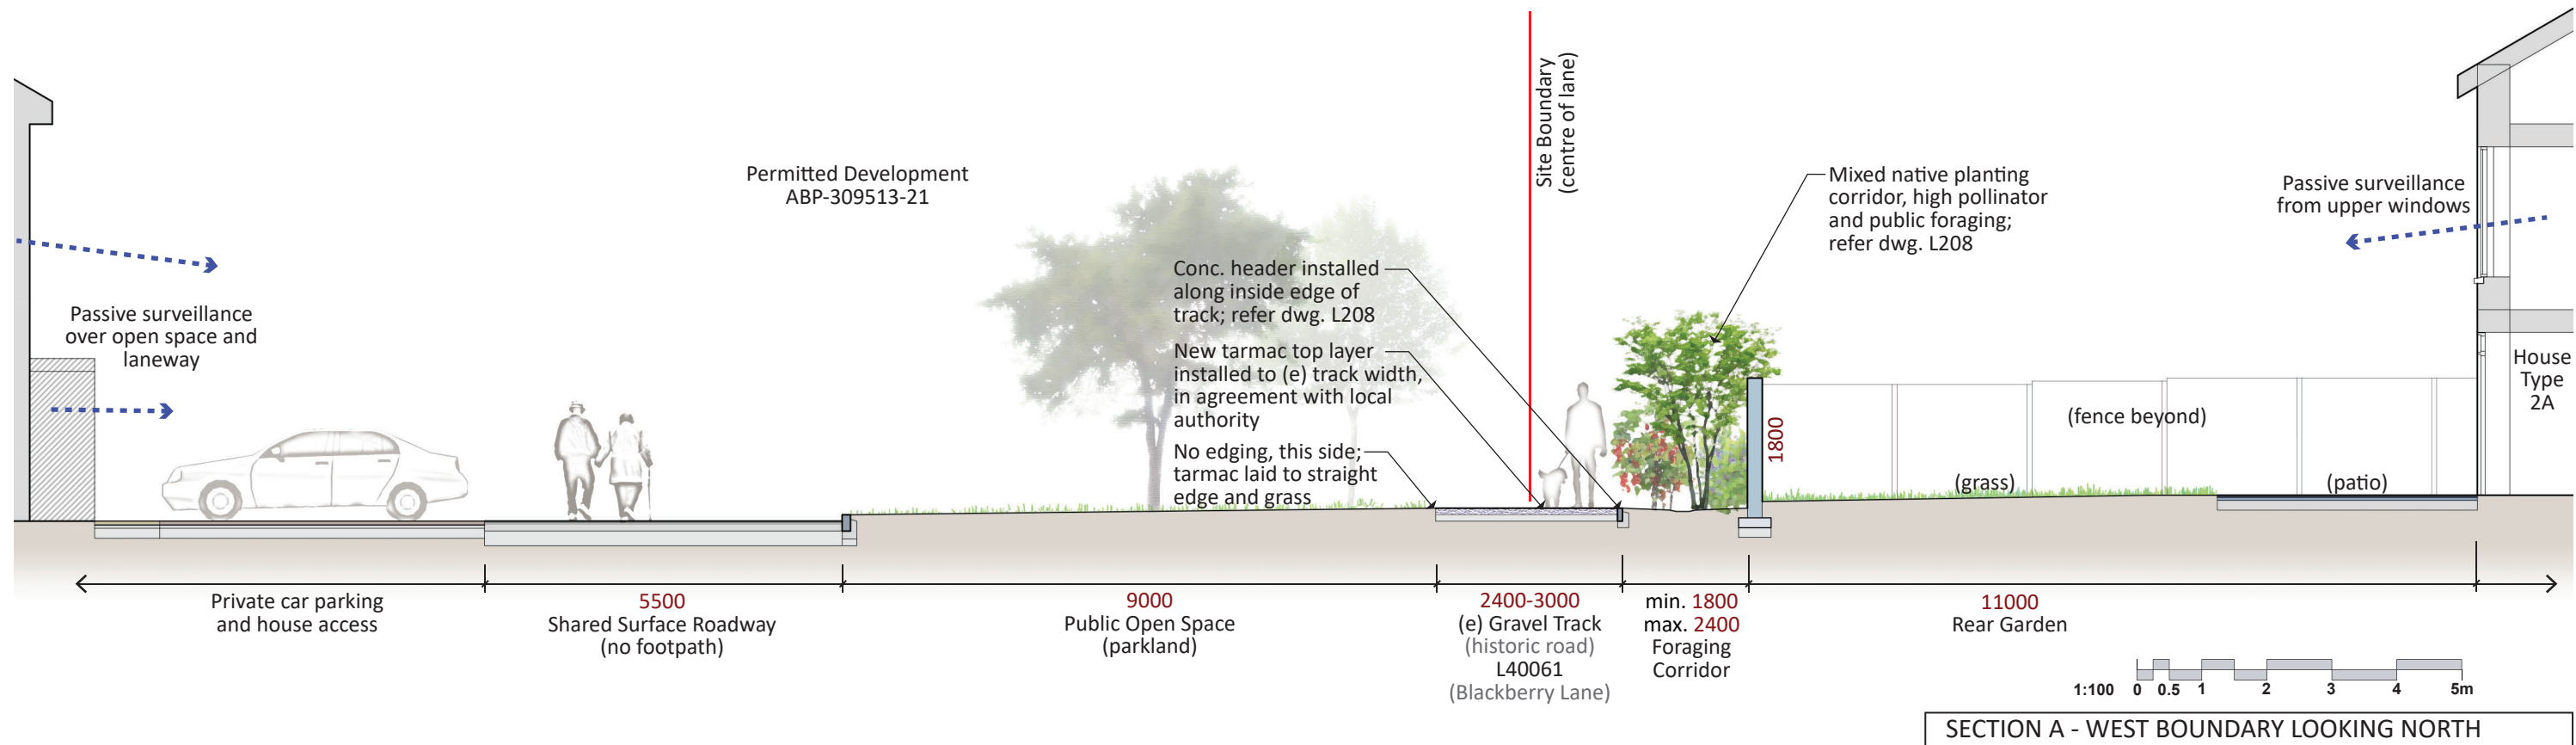 Site Boundary
(centre of lane)
Permitted Development
ABP-309513-21
Mixed native planting
corridor, high pollinator
and public foraging;
refer dwg. L208
Passive surveillance
from upper windows
Passive surveillance
over open space and
laneway
Conc. header installed
along inside edge of
track; refer dwg. L208
New tarmac top layer
installed to (e) track width,
in agreement with local
authority
No edging, this side;
tarmac laid to straight
edge and grass
1800
(fence beyond)
(grass)
(patio)
House
Type
2A
Private car parking
and house access
5500
Shared Surface Roadway
(no footpath)
9000
Public Open Space
(parkland)
2400-3000
(e) Gravel Track
(historic road)
L40061
(Blackberry Lane)
min. 1800
max. 2400
Foraging
Corridor
11000
Rear Garden
1:100 0 0.5 1 2 3 4 5m
SECTION A - WEST BOUNDARY LOOKING NORTH